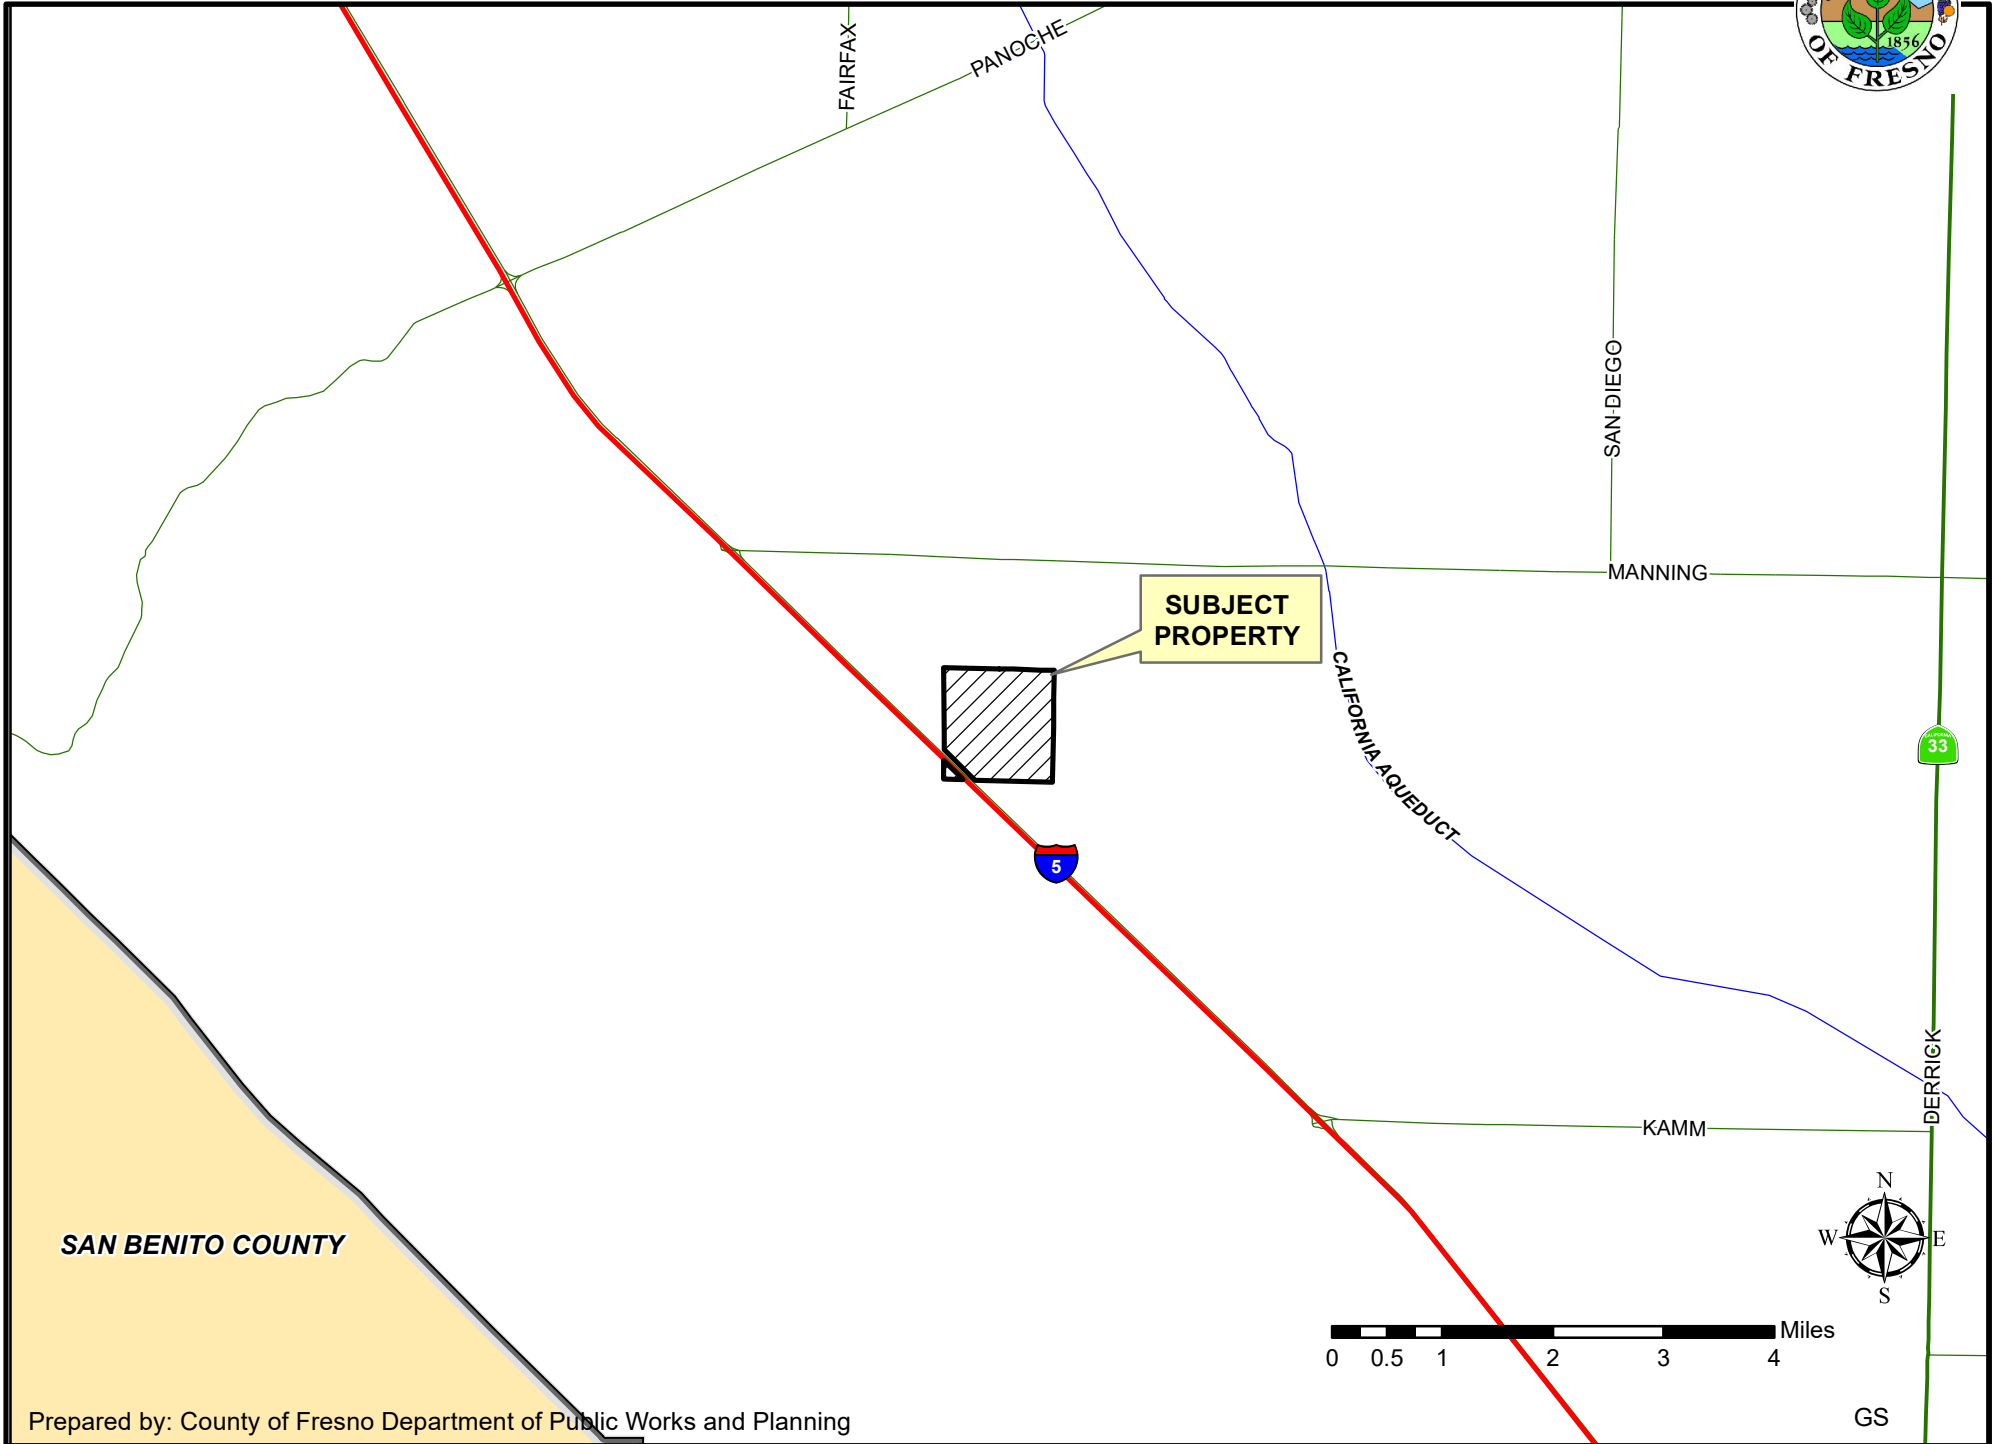 FAIRFAX
PANOCHE
1856
OF FRESNO
SAN DIEGO
MANNING
SUBJECT
PROPERTY
CALIFORNIA AQUEDUCT
CALIFORNIA
33
5
DERRICK
KAMM
N
W E
S
SAN BENITO COUNTY
Miles
0 0.5 1 2 3 4
Prepared by: County of Fresno Department of Public Works and Planning
GS